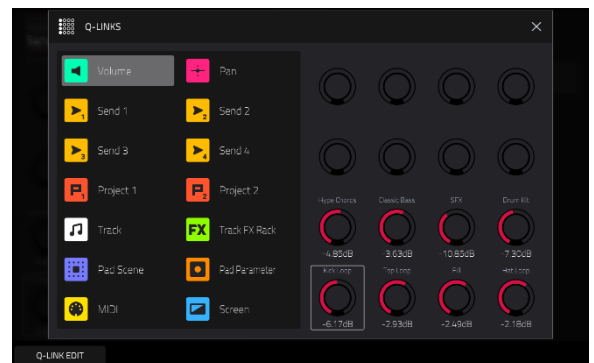 Q-LINKS
Volume
Pan
Send 1
Send 2
Send 3
Send 4
Project 1
Project 2
Track
FX
Track FX Rack
Pad Scene
Pad Parameter
MIDI
Screen
Hype Chords
Classic Bass
SFX
Drum Kit
-4.85dB
-3.63dB
-10.83dB
-7.30dB
Kick Loop
Top Loop
Fill
Hat Loop
-6.17dB
-2.93dB
-2.49dB
-2.18dB
Q-LINK EDIT